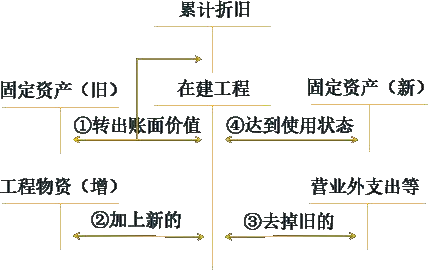 累计折旧
固定资产（旧）
在建工程
固定资产（新）
①转出账面价值
④达到使用状态
工程物资（增）
营业外支出等
②加上新的
③去掉旧的